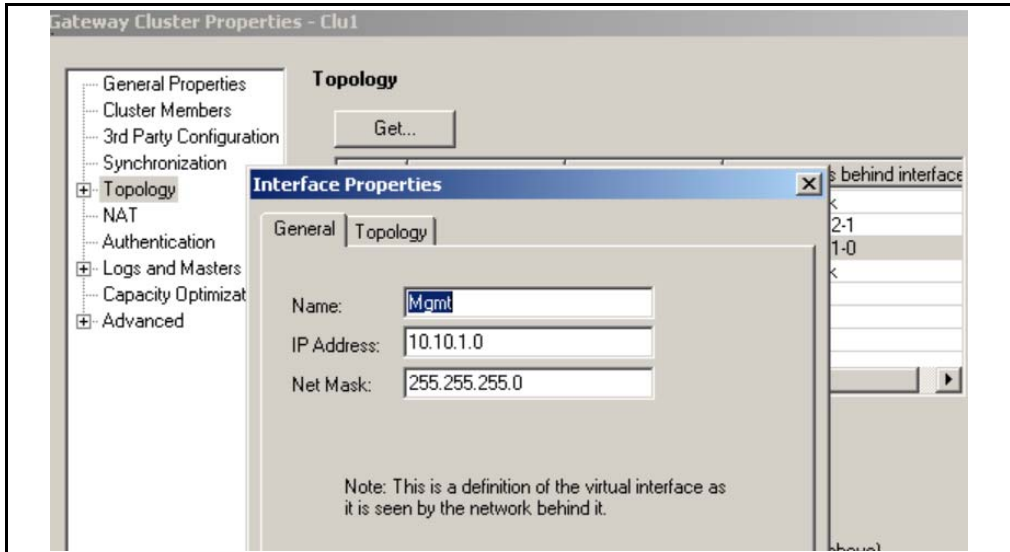 Gateway Cluster Properties - Clu1
General Properties
Cluster Members
3rd Party Configuration
Synchronization
Topology
NAT
Authentication
Logs and Masters
Capacity Optimizat
Advanced
Topology
Get...
s behind interface
k
2-1
1-0
k
Interface Properties
General
Topology
Name:
Mgmt
IP Address:
10.10.1.0
Net Mask:
255.255.255.0
Note: This is a definition of the virtual interface as
it is seen by the network behind it.